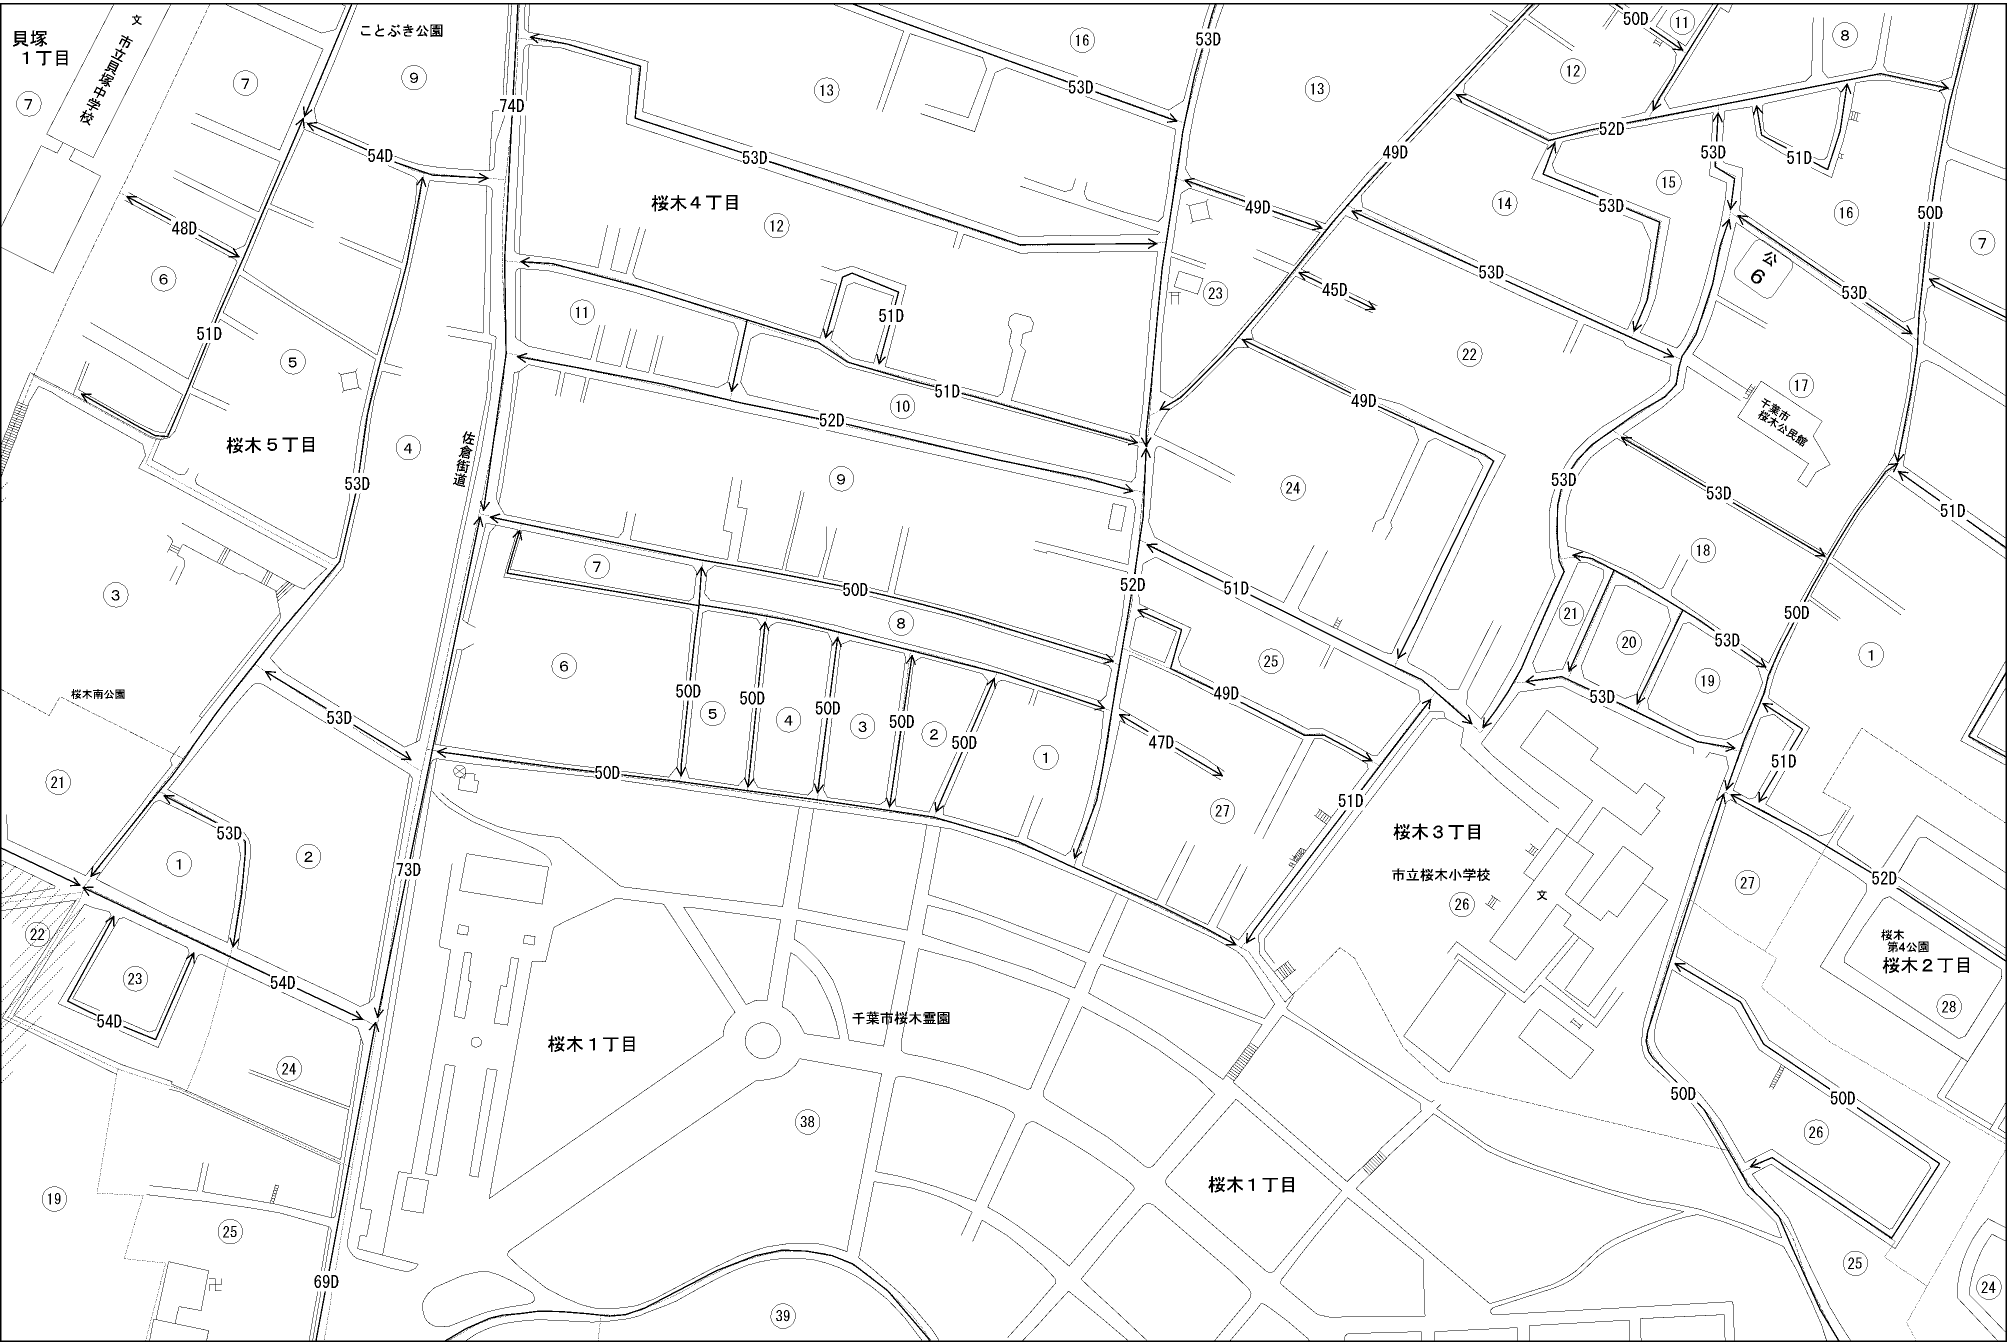 貝塚
１丁目
文
市立貝塚中学校
ことぶき公園
7
7
9
74D
16
53D
53D
13
13
50D
11
12
8
52D
54D
53D
49D
53D
51D
15
48D
桜木４丁目
12
49D
14
53D
16
50D
7
6
11
51D
23
45D
53D
公
6
53D
51D
5
22
51D
52D
10
49D
17
千葉市
桜木公民館
桜木５丁目
4
佐倉街道
53D
9
24
53D
53D
51D
3
7
50D
52D
51D
18
50D
8
21
20
53D
6
25
1
桜木南公園
53D
50D
5
50D
4
50D
3
50D
2
50D
1
49D
47D
53D
19
51D
21
50D
27
51D
53D
1
2
73D
桜木３丁目
市立桜木小学校
文
26
27
52D
桜木
第4公園
桜木２丁目
28
22
23
54D
54D
24
桜木１丁目
千葉市桜木霊園
38
50D
50D
26
19
25
69D
桜木１丁目
25
24
39